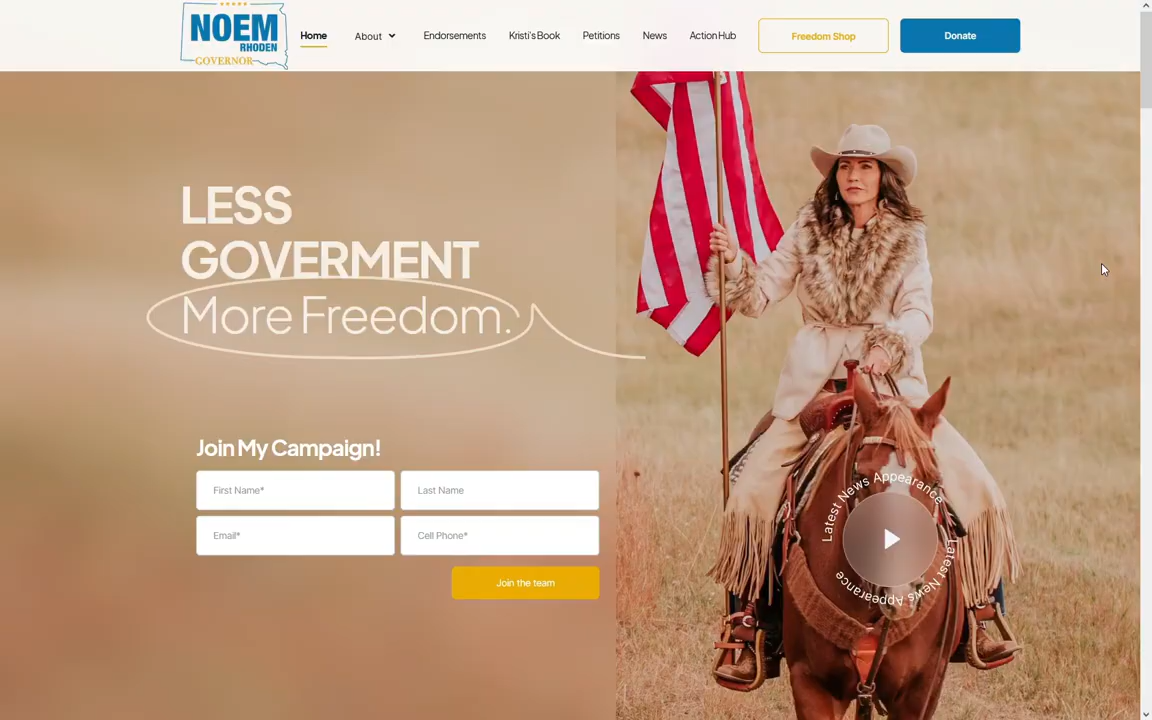 NOEM
RHODEN
GOVERNOR
Home
About
Endorsements
Kristi's Book
Petitions
News
Action Hub
Freedom Shop
Donate
LESS
GOVERMENT
More Freedom.
Join My Campaign!
First Name*
Last Name
Email*
Cell Phone*
Join the team
Latest News Appearance
Latest News Appearance